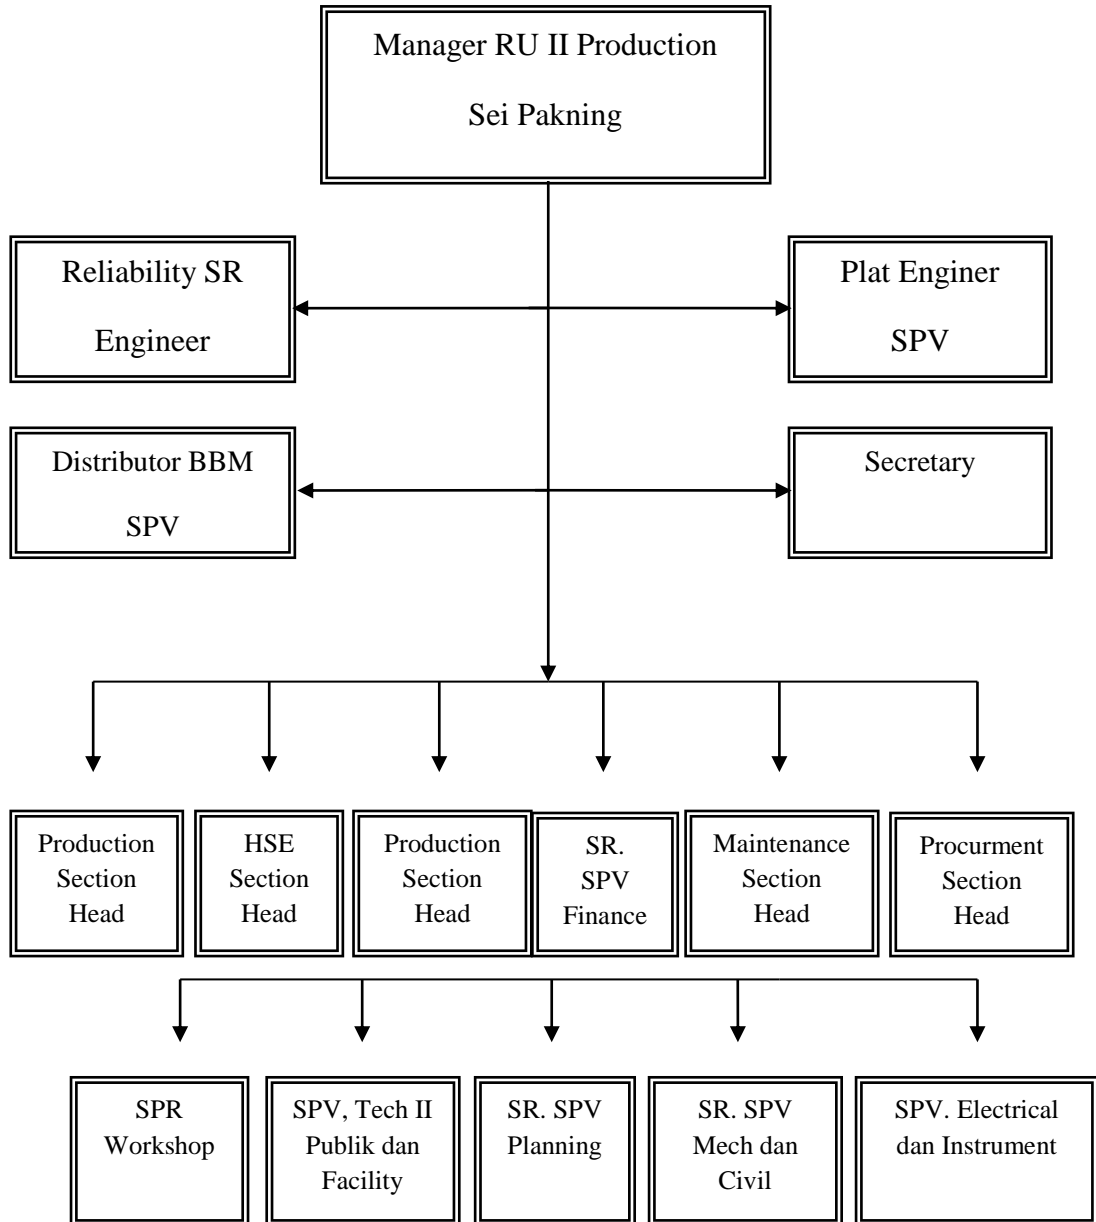 Manager RU II Production
Sei Pakning
Reliability SR
Engineer
Plat Enginer
SPV
Distributor BBM
SPV
Secretary
Production
Section
Head
HSE
Section
Head
Production
Section
Head
SR.
SPV
Finance
Maintenance
Section
Head
Procurment
Section
Head
SPR
Workshop
SPV, Tech II
Publik dan
Facility
SR. SPV
Planning
SR. SPV
Mech dan
Civil
SPV. Electrical
dan Instrument